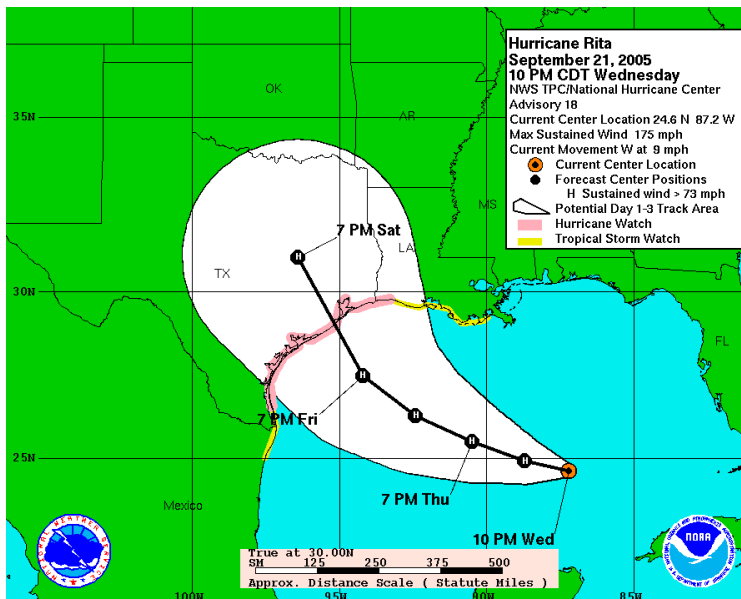 Hurricane Rita
September 21, 2005
10 PM CDT Wednesday
NWS TPC/National Hurricane Center
Advisory 18
Current Center Location 24.6 N 87.2 W
Max Sustained Wind 175 mph
Current Movement W at 9 mph
Current Center Location
Forecast Center Positions
H Sustained wind > 73 mph
Potential Day 1-3 Track Area
Hurricane Watch
Tropical Storm Watch
OK
35N
AR
MS
7 PM Sat
LA
TX
30N
FL
7 PM Fri
H
H
H
H
H
H
25N
7 PM Thu
Mexico
10 PM Wed
NOAA
True at 30.00N
SM 125 250 375 500
Approx. Distance Scale ( Statute Miles )
100W
95W
90W
85W